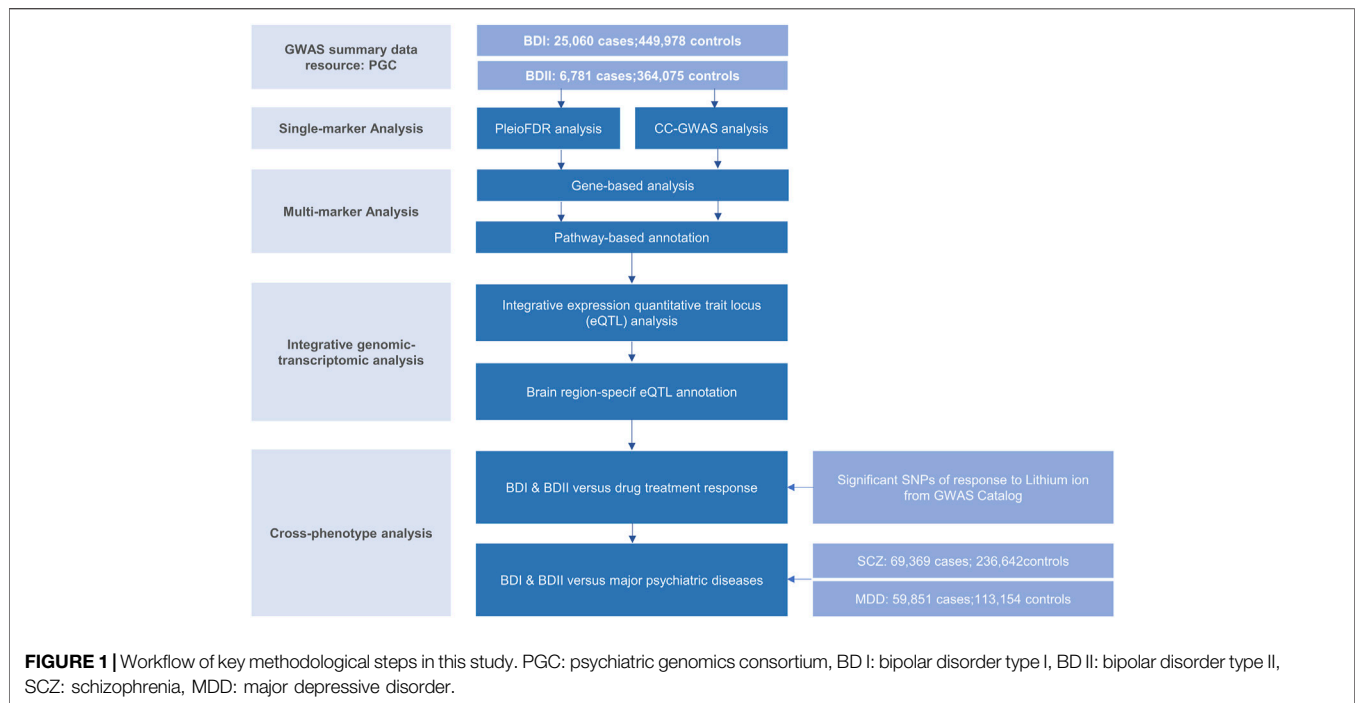 GWAS summary data
resource: PGC
BDI: 25,060 cases;449,978 controls
BDII: 6,781 cases;364,075 controls
Single-marker Analysis
PleioFDR analysis
CC-GWAS analysis
Multi-marker Analysis
Gene-based analysis
Pathway-based annotation
Integrative genomic-
transcriptomic analysis
Integrative expression quantitative trait locus
(eQTL) analysis
Brain region-specif eQTL annotation
Cross-phenotype analysis
BDI & BDII versus drug treatment response
Significant SNPs of response to Lithium ion
from GWAS Catalog
BDI & BDII versus major psychiatric diseases
SCZ: 69,369 cases; 236,642controls
MDD: 59,851 cases;113,154 controls
FIGURE 1 | Workflow of key methodological steps in this study. PGC: psychiatric genomics consortium, BD I: bipolar disorder type I, BD II: bipolar disorder type II,
SCZ: schizophrenia, MDD: major depressive disorder.